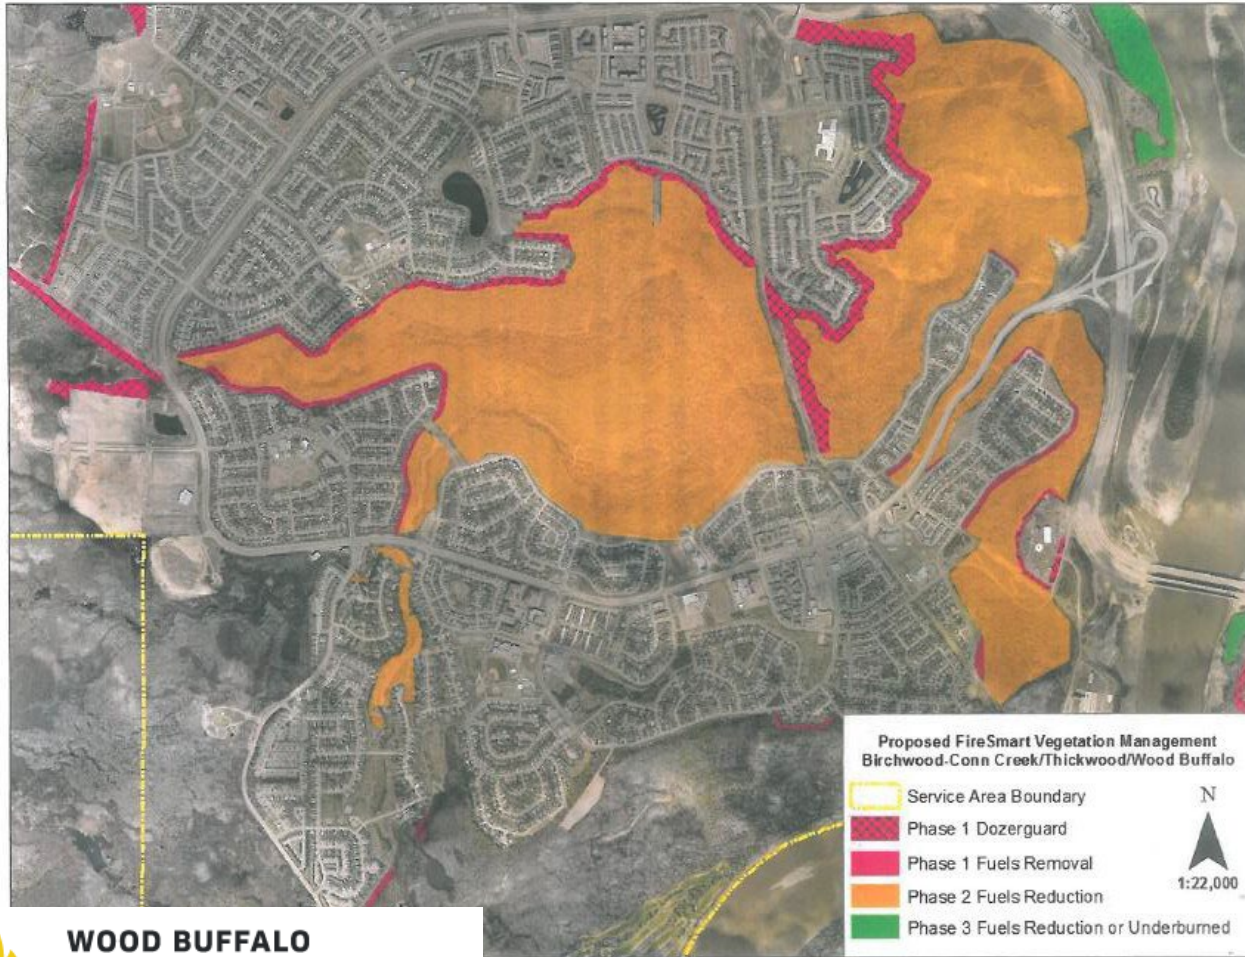 Proposed FireSmart Vegetation Management
Birchwood-Conn Creek/Thickwood/Wood Buffalo
Service Area Boundary
N
Phase 1 Dozerguard
Phase 1 Fuels Removal
1:22,000
Phase 2 Fuels Reduction
Phase 3 Fuels Reduction or Underburned
WOOD BUFFALO